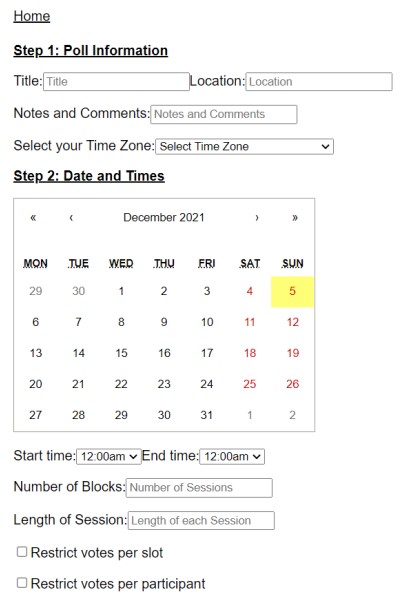 Home
Step 1: Poll Information
Title: Title Location: Location
Notes and Comments: Notes and Comments
Select your Time Zone: Select Time Zone
Step 2: Date and Times
« ‹ December 2021 › »
MON TUE WED THU FRI SAT SUN
29 30 1 2 3 4 5
6 7 8 9 10 11 12
13 14 15 16 17 18 19
20 21 22 23 24 25 26
27 28 29 30 31 1 2
Start time: 12:00am End time: 12:00am
Number of Blocks: Number of Sessions
Length of Session: Length of each Session
Restrict votes per slot
Restrict votes per participant